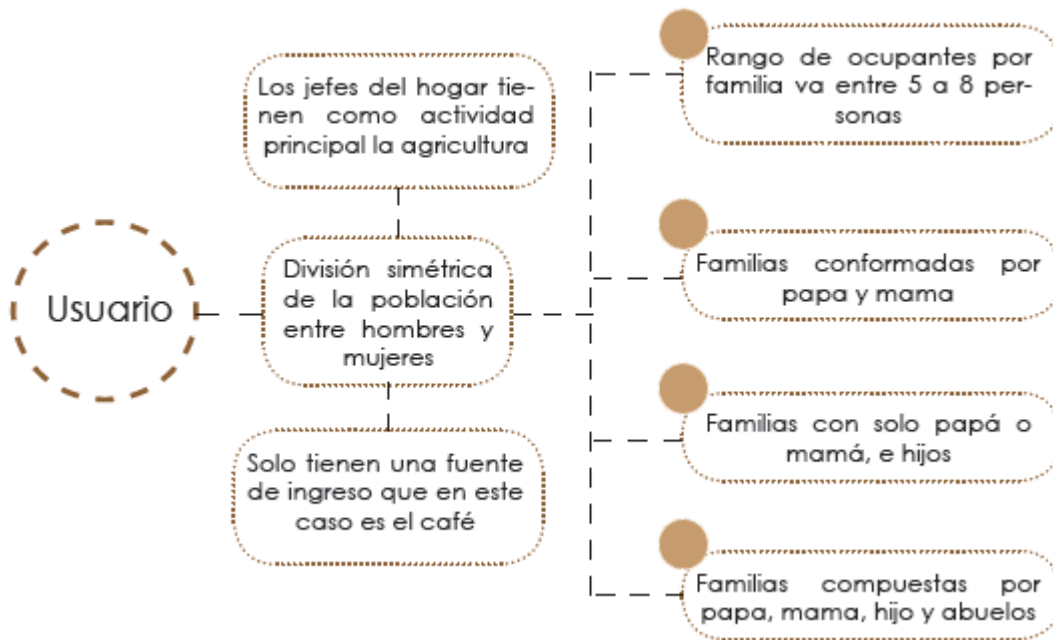 Usuario
Los jefes del hogar tie-
nen como actividad
principal la agricultura
División simétrica
de la población
entre hombres y
mujeres
Solo tienen una fuente
de ingreso que en este
caso es el café
Rango de ocupantes por
familia va entre 5 a 8 per-
sonas
Familias conformadas por
papa y mama
Familias con solo papá o
mamá, e hijos
Familias compuestas por
papa, mama, hijo y abuelos